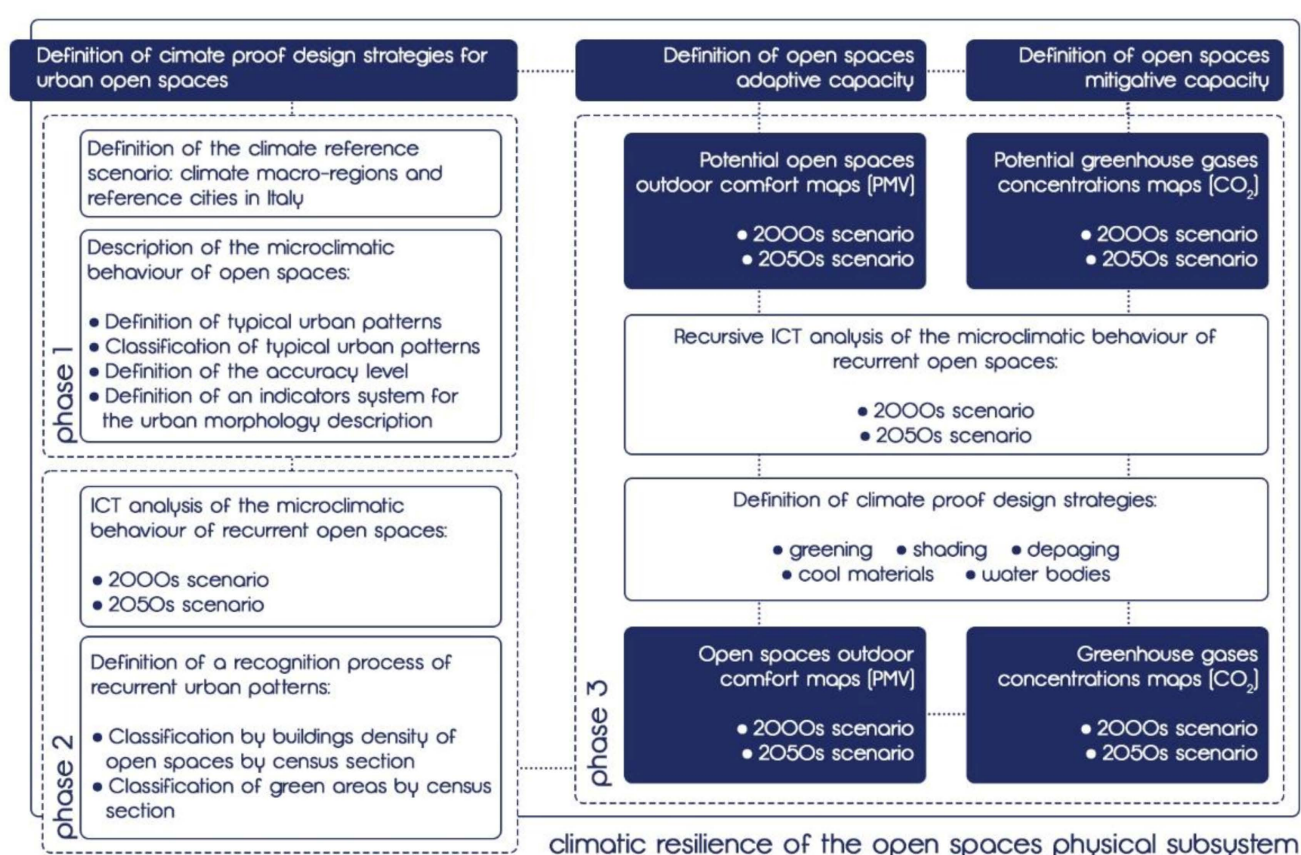 Definition of cimate proof design strategies for
urban open spaces
Definition of open spaces
adaptive capacity
Definition of open spaces
mitigative capacity
phase 1
Definition of the climate reference
scenario: climate macro-regions and
reference cities in Italy
Description of the microclimatic
behaviour of open spaces:
● Definition of typical urban patterns
● Classification of typical urban patterns
● Definition of the accuracy level
● Definition of an indicators system for
the urban morphology description
phase 2
ICT analysis of the microclimatic
behaviour of recurrent open spaces:
● 2000s scenario
● 2050s scenario
Definition of a recognition process of
recurrent urban patterns:
● Classification by buildings density of
open spaces by census section
● Classification of green areas by census
section
phase 3
Potential open spaces
outdoor comfort maps (PMV)
● 2000s scenario
● 2050s scenario
Potential greenhouse gases
concentrations maps (CO₂)
● 2000s scenario
● 2050s scenario
Recursive ICT analysis of the microclimatic behaviour of
recurrent open spaces:
● 2000s scenario
● 2050s scenario
Definition of climate proof design strategies:
● greening ● shading ● depaging
● cool materials ● water bodies
Open spaces outdoor
comfort maps (PMV)
● 2000s scenario
● 2050s scenario
Greenhouse gases
concentrations maps (CO₂)
● 2000s scenario
● 2050s scenario
climatic resilience of the open spaces physical subsystem